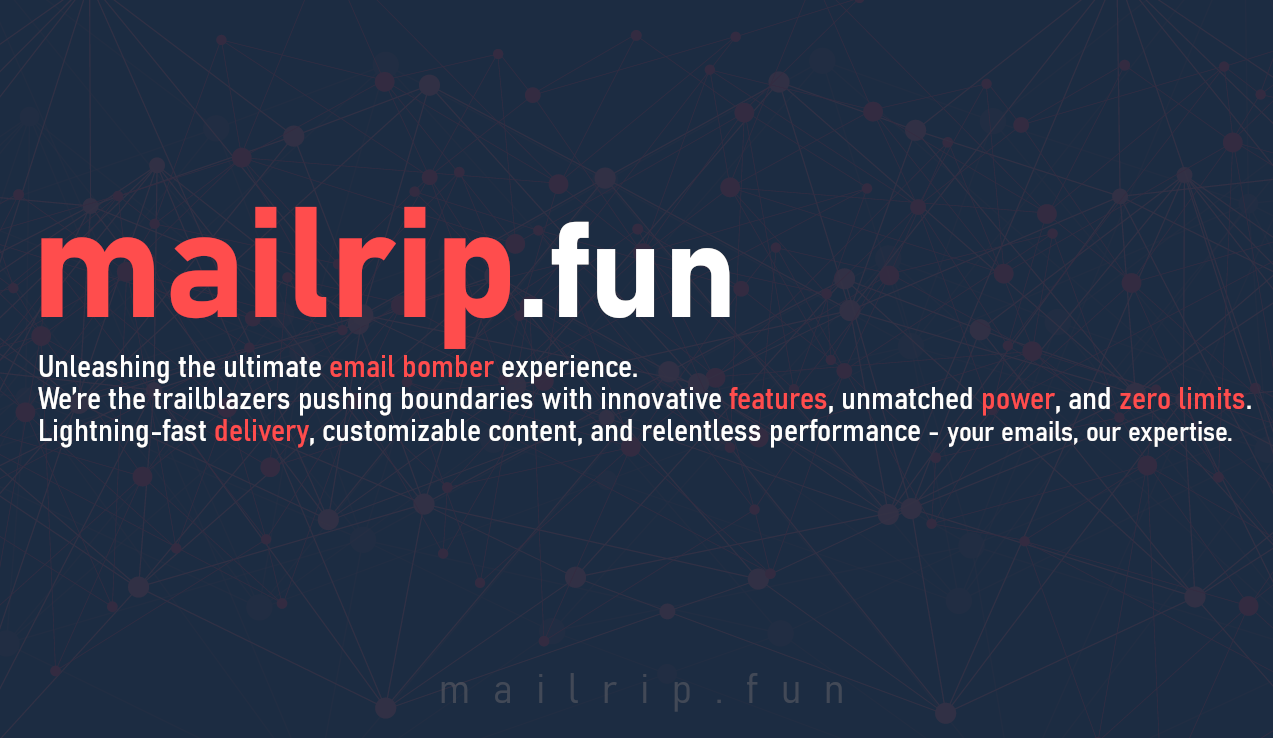 mailrip.fun
Unleashing the ultimate email bomber experience.
We're the trailblazers pushing boundaries with innovative features, unmatched power, and zero limits.
Lightning-fast delivery, customizable content, and relentless performance - your emails, our expertise.
mailrip.fun